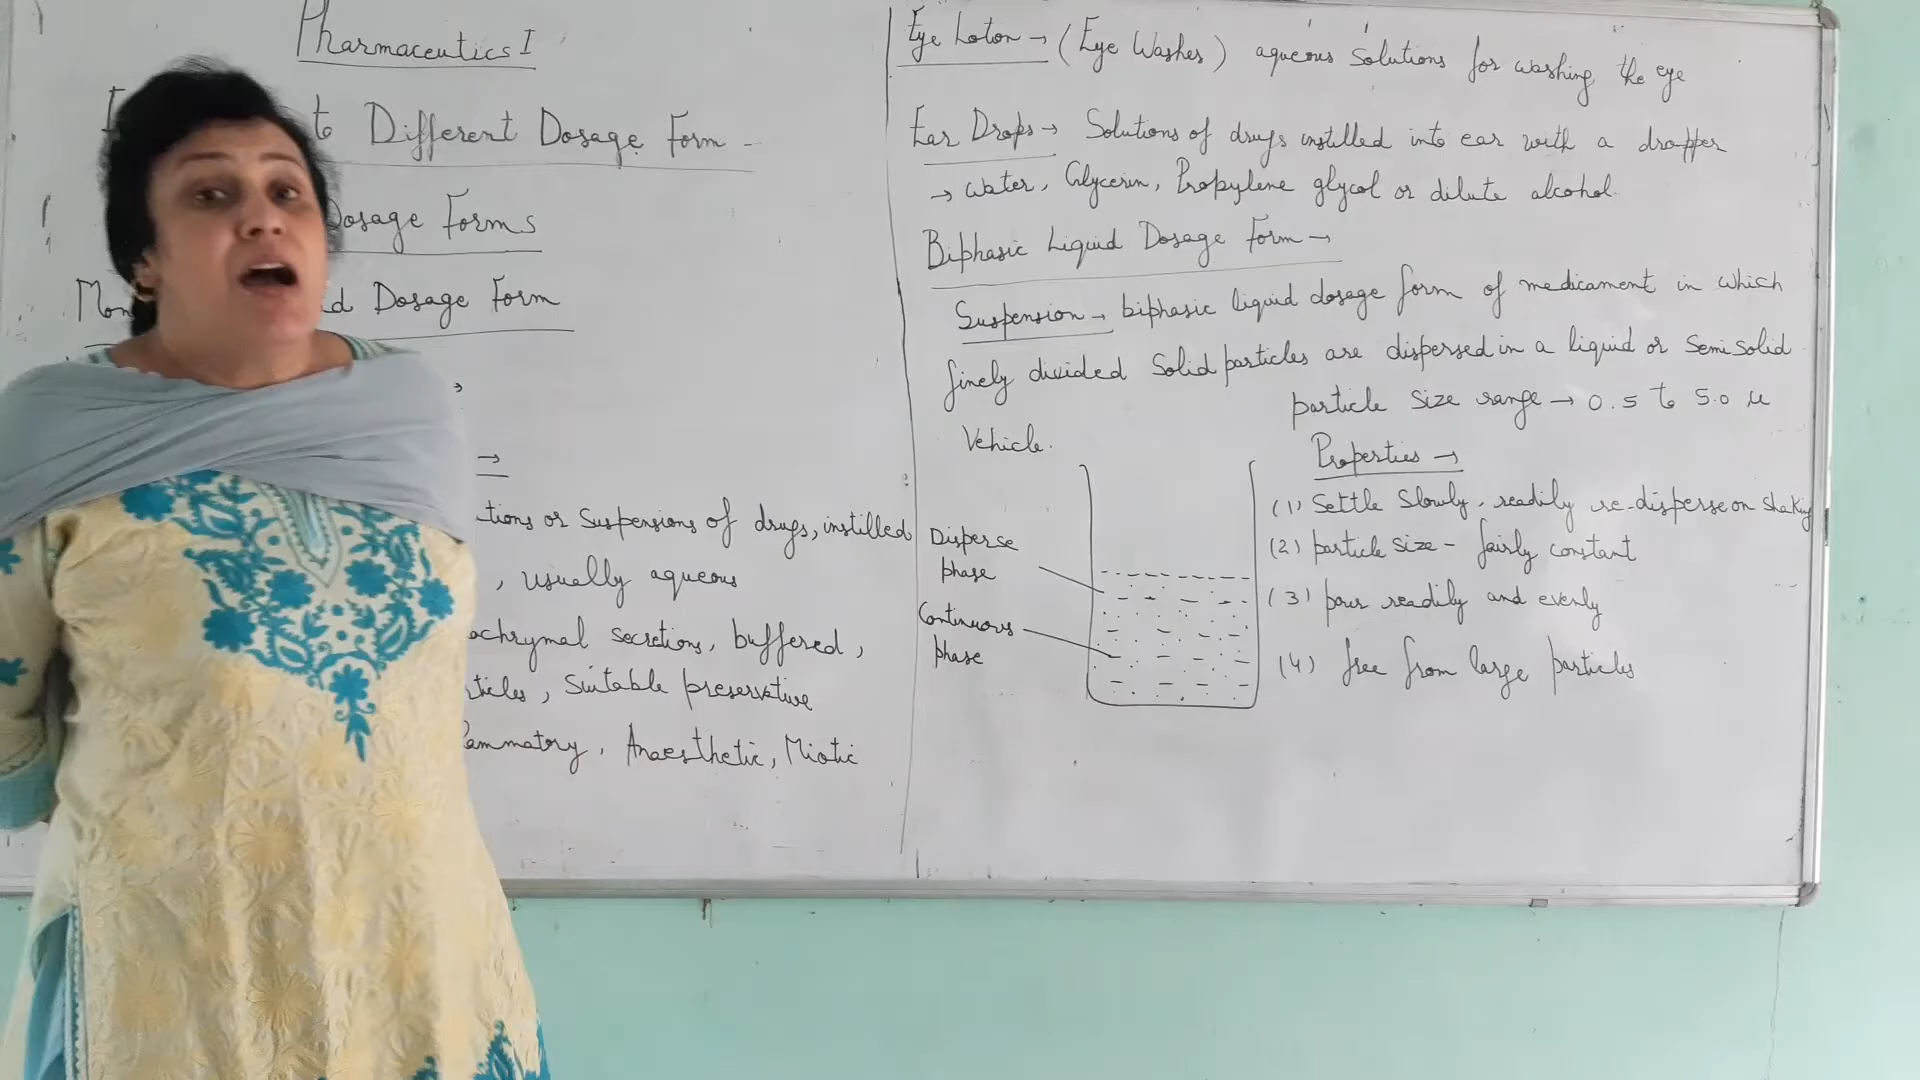 Pharmaceutics I
to Different Dosage Form -
Dosage Forms
Mon d Dosage Form
→
→
tions or Suspensions of drugs, instilled
, usually aqueous
achrymal secretions, buffered,
rticles, Suitable preservative
ammatory, Anaesthetic, Miotic
Eye Loton → (Eye Washes) aqueous solutions for washing the eye
Ear Drops → Solutions of drugs instilled into ear with a dropper
→ water, Glycerin, Propylene glycol or dilute alcohol
Biphasic Liquid Dosage Form →
Suspension → biphasic liquid dosage form of medicament in which
finely divided Solid particles are dispersed in a liquid or Semi Solid
Vehicle.
particle size range → 0.5 to 5.0 μ
Properties →
(1) Settle Slowly, readily re-disperse on shaking
(2) particle size - fairly constant
(3) pour readily and evenly
(4) free from large particles
Disperse
phase
Continuous
phase